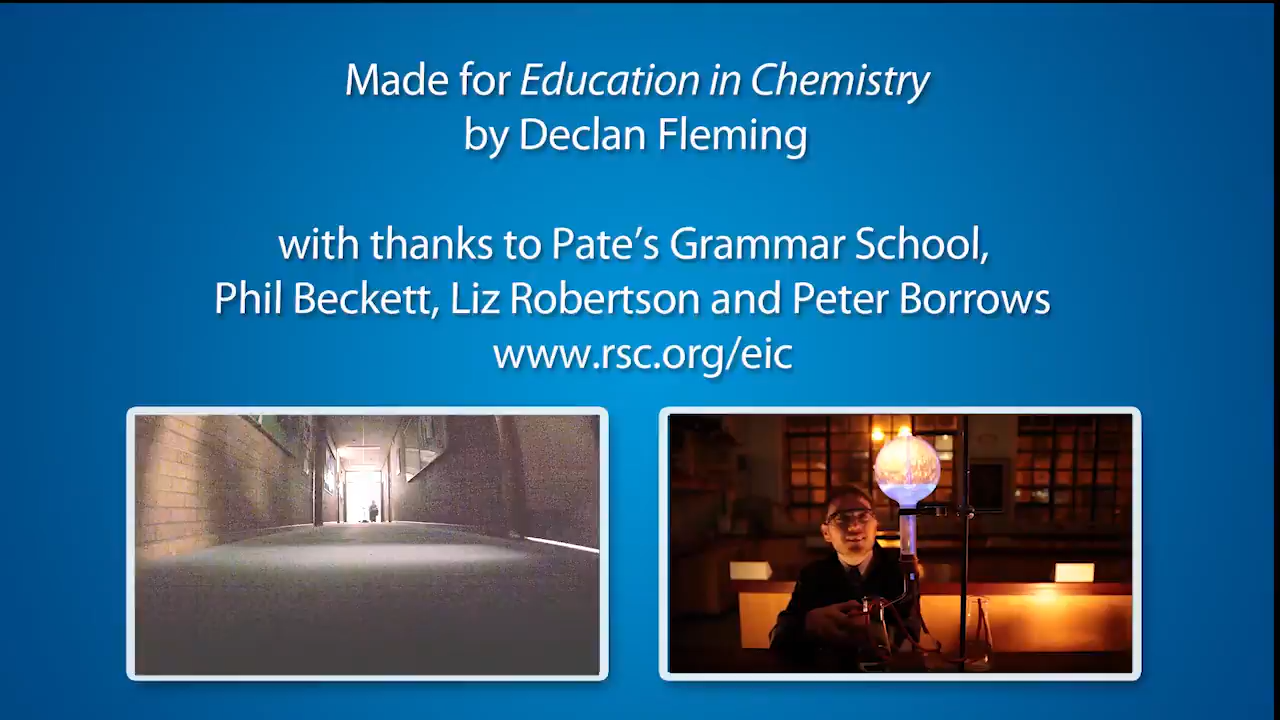 Made for Education in Chemistry
by Declan Fleming
with thanks to Pate’s Grammar School,
Phil Beckett, Liz Robertson and Peter Borrows
www.rsc.org/eic